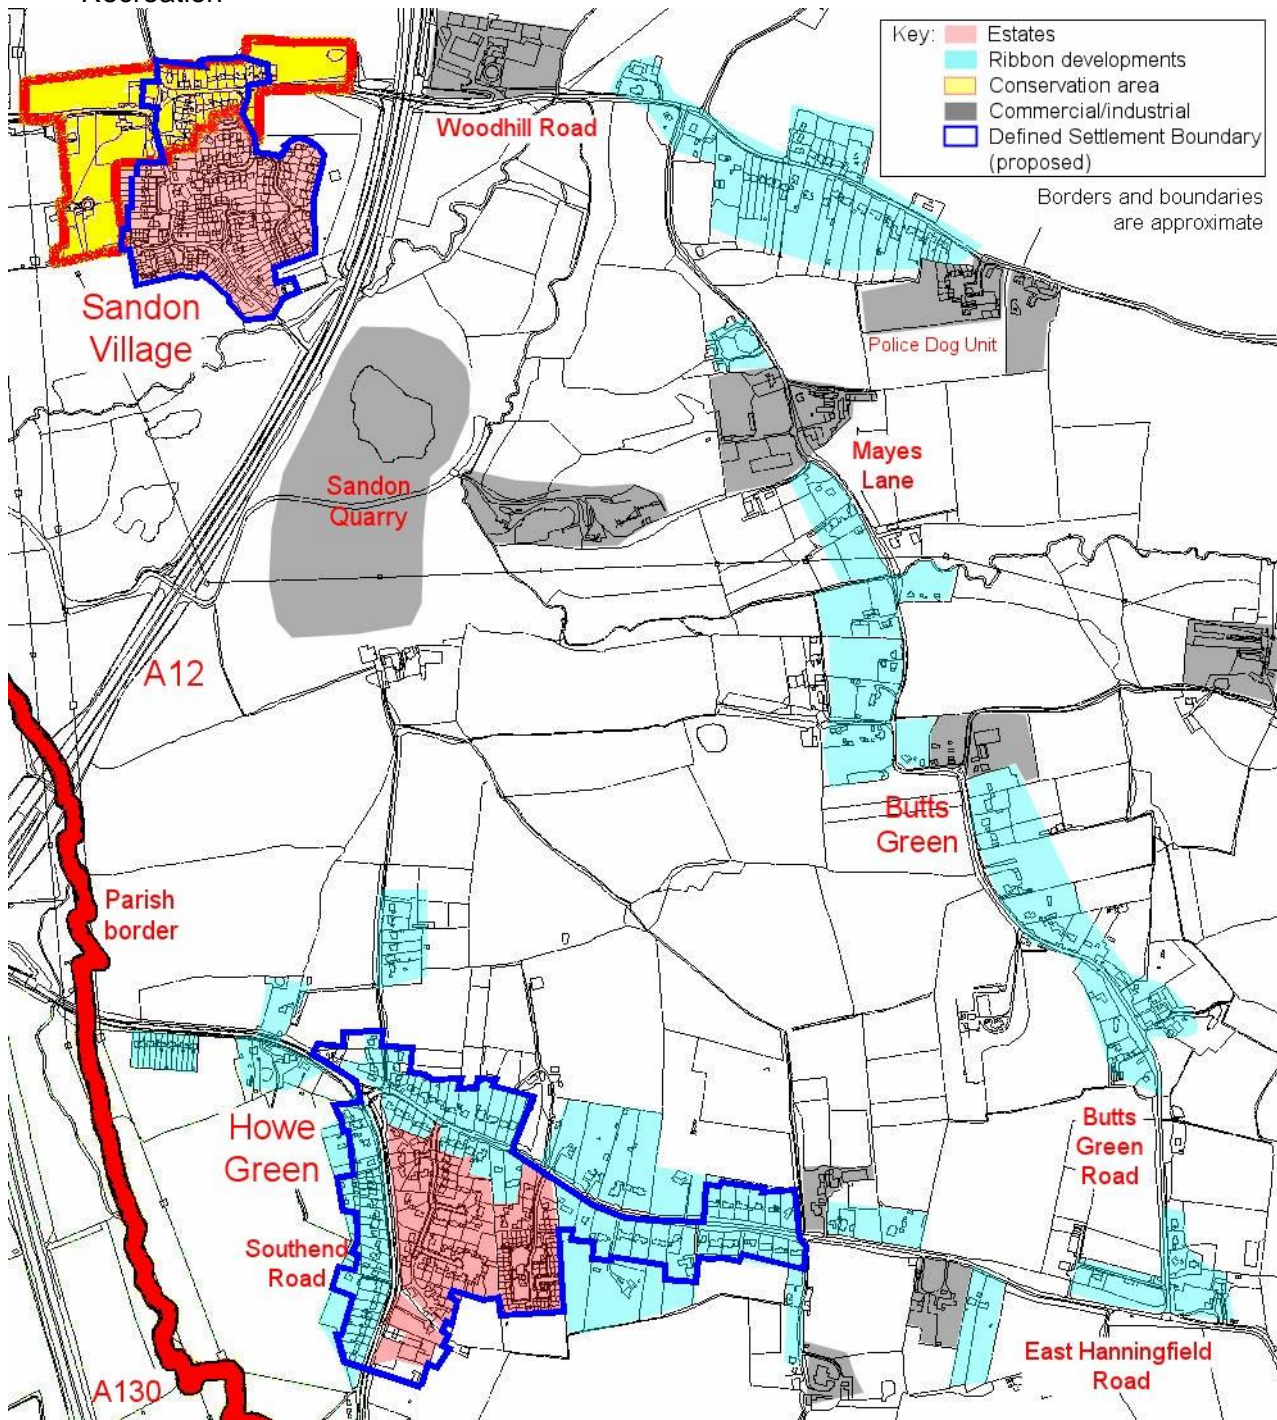 Recreation
Key: Estates
Ribbon developments
Conservation area
Commercial/industrial
Defined Settlement Boundary
(proposed)
Borders and boundaries
are approximate
Woodhill Road
Sandon
Village
Police Dog Unit
Mayes
Lane
Sandon
Quarry
A12
Butts
Green
Parish
border
Howe
Green
Butts
Green
Road
Southend
Road
East Hanningfield
Road
A130